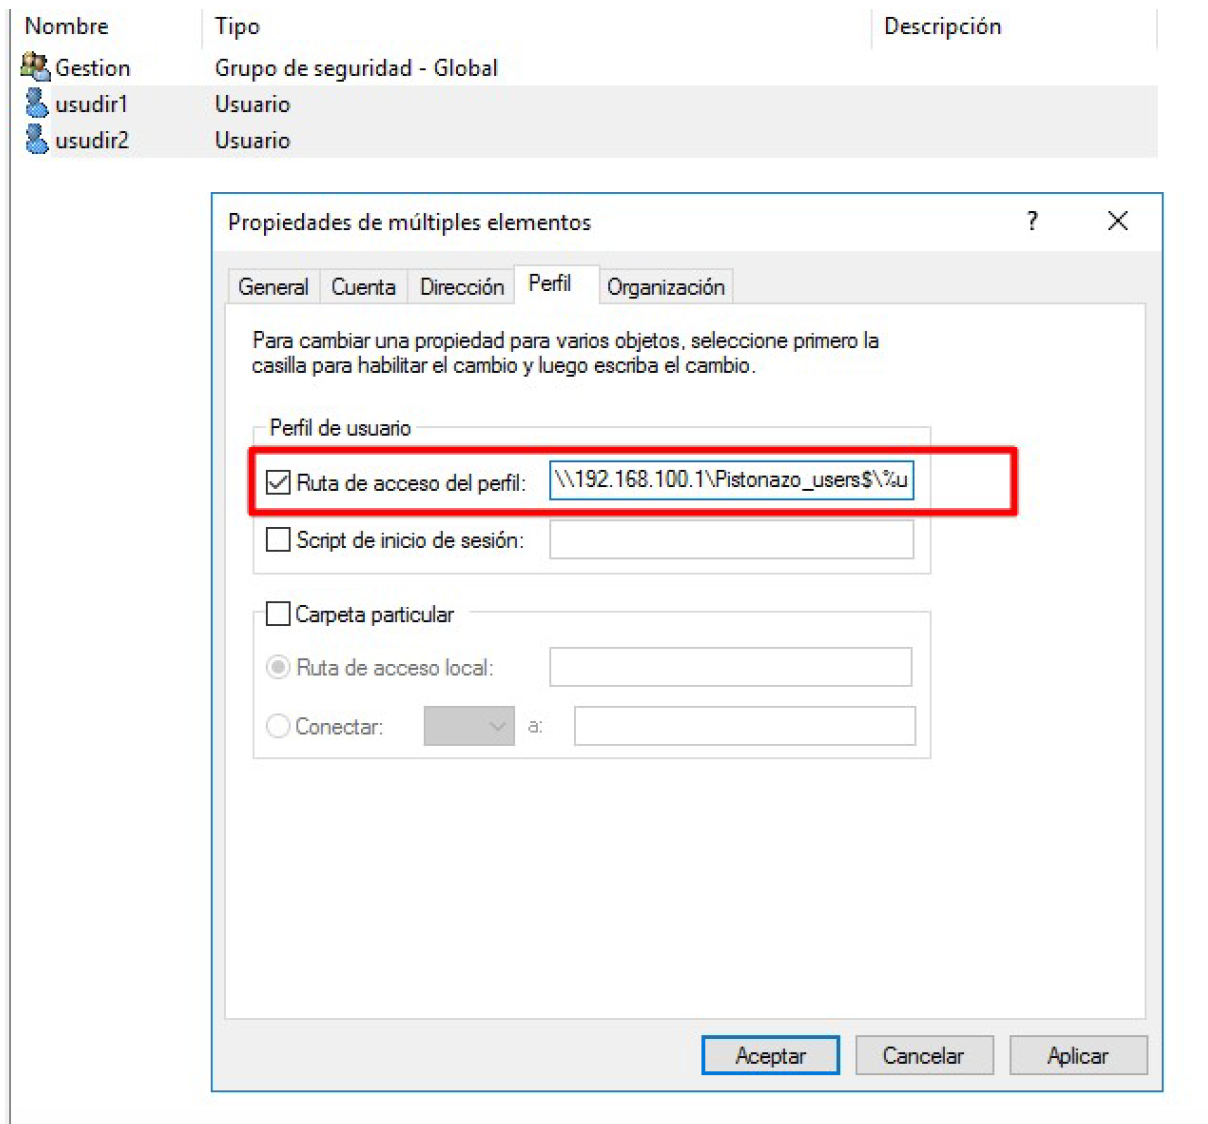 Nombre Tipo Descripción
Gestion Grupo de seguridad - Global
usudir1 Usuario
usudir2 Usuario
Propiedades de múltiples elementos ?
General Cuenta Dirección Perfil Organización
Para cambiar una propiedad para varios objetos, seleccione primero la
casilla para habilitar el cambio y luego escriba el cambio.
Perfil de usuario
Ruta de acceso del perfil: \\192.168.100.1\Pistonazo_users$\%u
Script de inicio de sesión:
Carpeta particular
Ruta de acceso local:
Conectar: a:
Aceptar Cancelar Aplicar